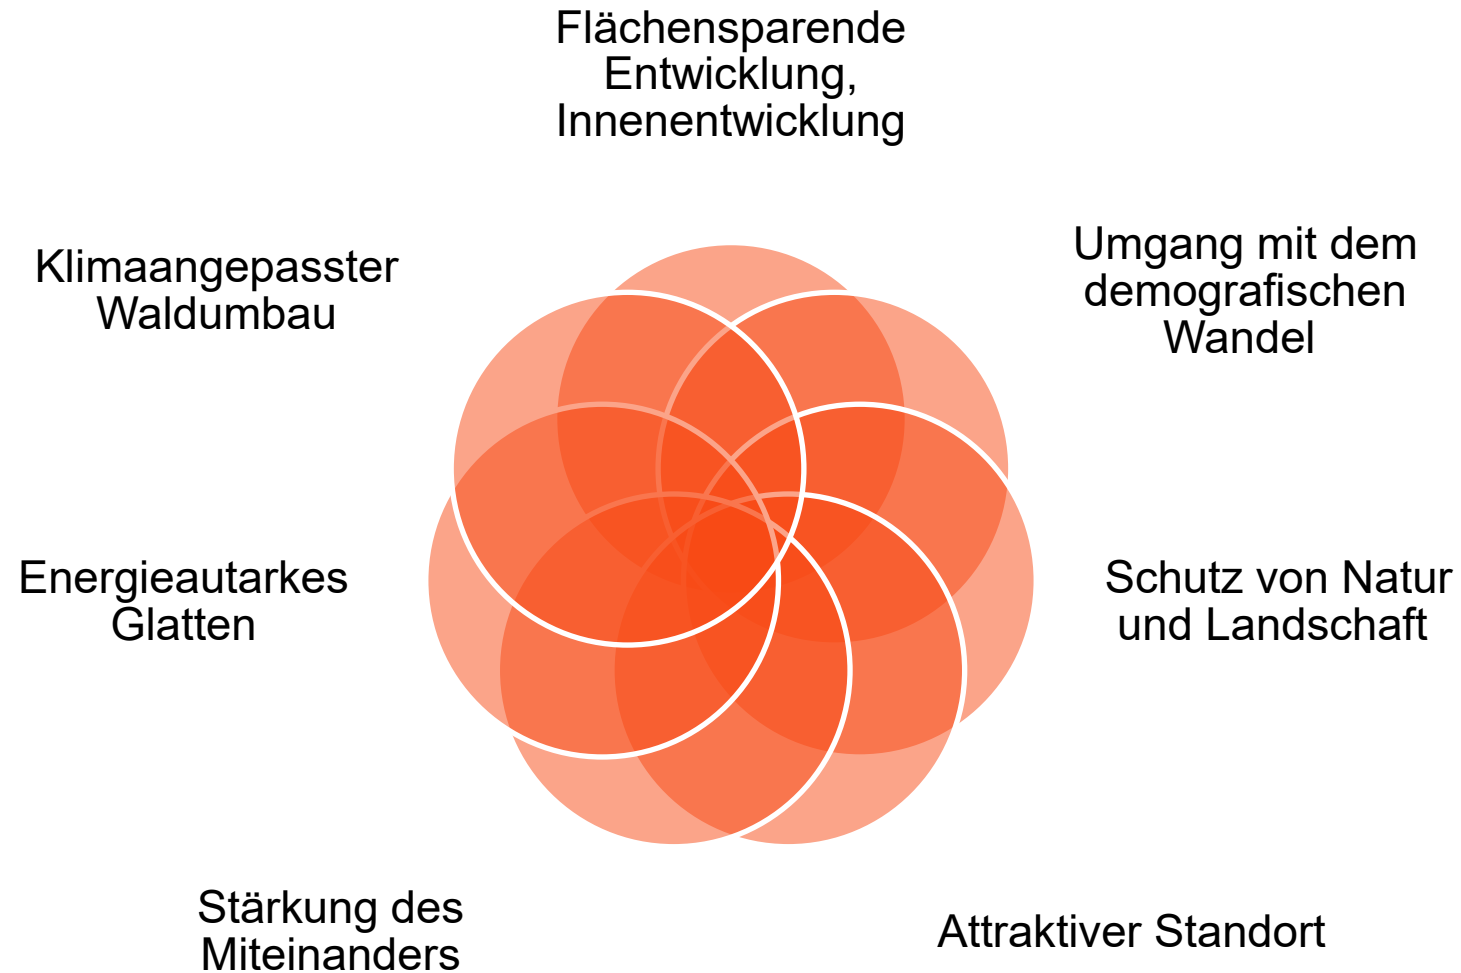 Flächensparende
Entwicklung,
Innenentwicklung
Umgang mit dem
demografischen
Wandel
Schutz von Natur
und Landschaft
Attraktiver Standort
Stärkung des
Miteinanders
Energieautarkes
Glatten
Klimaangepasster
Waldumbau